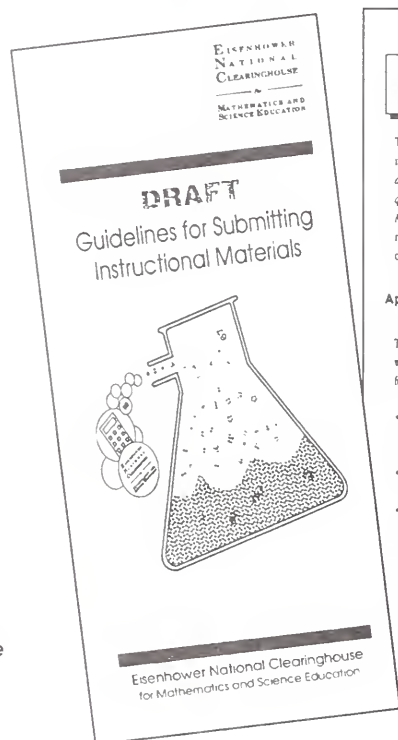 EISENHOWER
NATIONAL
CLEARINGHOUSE
MATHEMATICS AND
SCIENCE EDUCATION
DRAFT
Guidelines for Submitting
Instructional Materials
Eisenhower National Clearinghouse
for Mathematics and Science Education